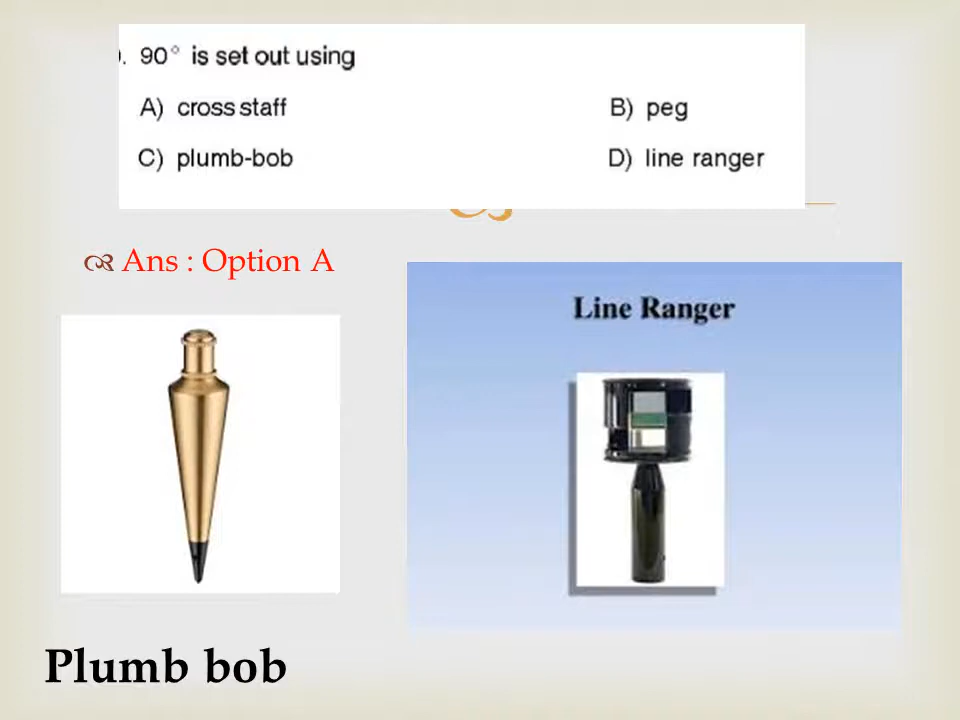 . 90° is set out using
A) cross staff
B) peg
C) plumb-bob
D) line ranger
Ans : Option A
Line Ranger
Plumb bob